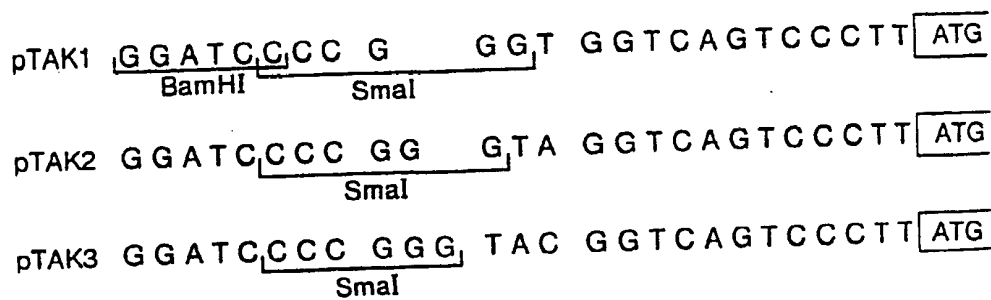 pTAK1 GGATCCCC G GGT GGTCAGTCCCTT ATG
BamHI SmaI
pTAK2 GGATCCCC GG GTA GGTCAGTCCCTT ATG
SmaI
pTAK3 GGATCCCC GGG TAC GGTCAGTCCCTT ATG
SmaI